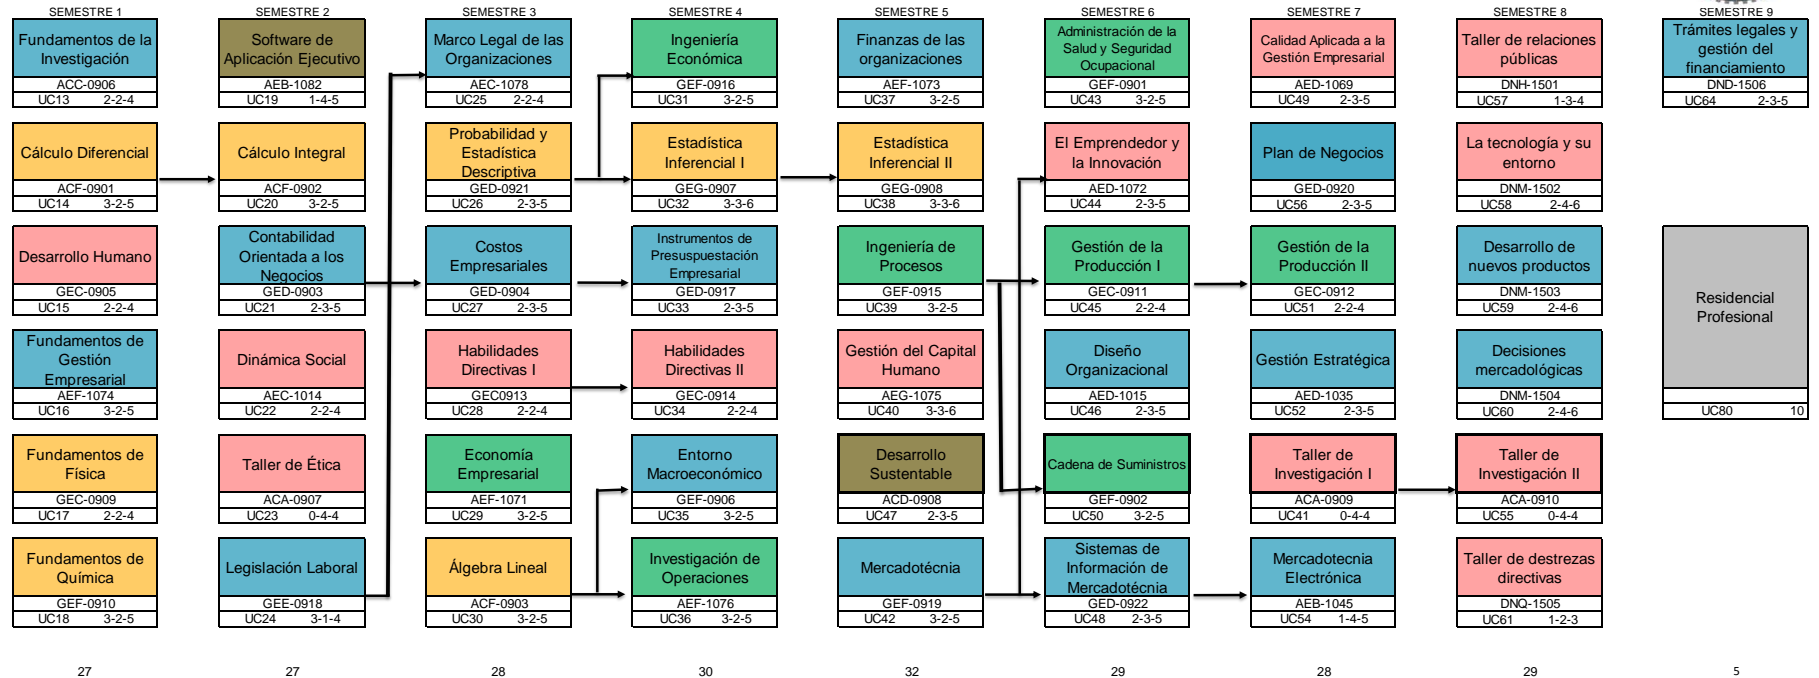 SEMESTRE 1
Fundamentos de la
Investigación
ACC-0906
UC13 2-2-4
Cálculo Diferencial
ACF-0901
UC14 3-2-5
Desarrollo Humano
GEC-0905
UC15 2-2-4
Fundamentos de
Gestión
Empresarial
AEF-1074
UC16 3-2-5
Fundamentos de
Física
GEC-0909
UC17 2-2-4
Fundamentos de
Química
GEF-0910
UC18 3-2-5
27
SEMESTRE 2
Software de
Aplicación Ejecutivo
AEB-1082
UC19 1-4-5
Cálculo Integral
ACF-0902
UC20 3-2-5
Contabilidad
Orientada a los
Negocios
GED-0903
UC21 2-3-5
Dinámica Social
AEC-1014
UC22 2-2-4
Taller de Ética
ACA-0907
UC23 0-4-4
Legislación Laboral
GEE-0918
UC24 3-1-4
27
SEMESTRE 3
Marco Legal de las
Organizaciones
AEC-1078
UC25 2-2-4
Probabilidad y
Estadística
Descriptiva
GED-0921
UC26 2-3-5
Costos
Empresariales
GED-0904
UC27 2-3-5
Habilidades
Directivas I
GEC0913
UC28 2-2-4
Economía
Empresarial
AEF-1071
UC29 3-2-5
Álgebra Lineal
ACF-0903
UC30 3-2-5
28
SEMESTRE 4
Ingeniería
Económica
GEF-0916
UC31 3-2-5
Estadística
Inferencial I
GEG-0907
UC32 3-3-6
Instrumentos de
Presuspuestación
Empresarial
GED-0917
UC33 2-3-5
Habilidades
Directivas II
GEC-0914
UC34 2-2-4
Entorno
Macroeconómico
GEF-0906
UC35 3-2-5
Investigación de
Operaciones
AEF-1076
UC36 3-2-5
30
SEMESTRE 5
Finanzas de las
organizaciones
AEF-1073
UC37 3-2-5
Estadística
Inferencial II
GEG-0908
UC38 3-3-6
Ingeniería de
Procesos
GEF-0915
UC39 3-2-5
Gestión del Capital
Humano
AEG-1075
UC40 3-3-6
Desarrollo
Sustentable
ACD-0908
UC47 2-3-5
Mercadotécnia
GEF-0919
UC42 3-2-5
32
SEMESTRE 6
Administración de la
Salud y Seguridad
Ocupacional
GEF-0901
UC43 3-2-5
El Emprendedor y
la Innovación
AED-1072
UC44 2-3-5
Gestión de la
Producción I
GEC-0911
UC45 2-2-4
Diseño
Organizacional
AED-1015
UC46 2-3-5
Cadena de Suministros
GEF-0902
UC50 3-2-5
Sistemas de
Información de
Mercadotécnia
GED-0922
UC48 2-3-5
29
SEMESTRE 7
Calidad Aplicada a la
Gestión Empresarial
AED-1069
UC49 2-3-5
Plan de Negocios
GED-0920
UC56 2-3-5
Gestión de la
Producción II
GEC-0912
UC51 2-2-4
Gestión Estratégica
AED-1035
UC52 2-3-5
Taller de
Investigación I
ACA-0909
UC41 0-4-4
Mercadotecnia
Electrónica
AEB-1045
UC54 1-4-5
28
SEMESTRE 8
Taller de relaciones
públicas
DNH-1501
UC57 1-3-4
La tecnología y su
entorno
DNM-1502
UC58 2-4-6
Desarrollo de
nuevos productos
DNM-1503
UC59 2-4-6
Decisiones
mercadológicas
DNM-1504
UC60 2-4-6
Taller de
Investigación II
ACA-0910
UC55 0-4-4
Taller de destrezas
directivas
DNQ-1505
UC61 1-2-3
29
SEMESTRE 9
Trámites legales y
gestión del
financiamiento
DND-1506
UC64 2-3-5
Residencial
Profesional
UC80 10
5